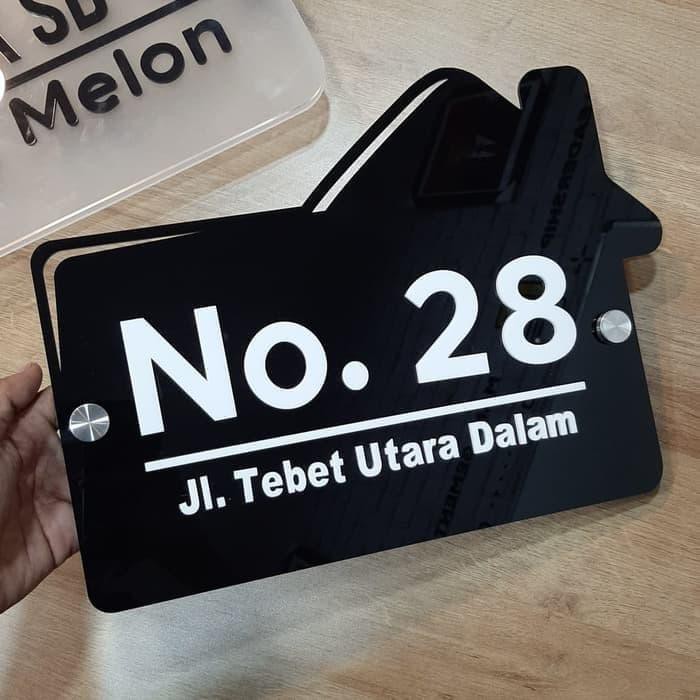 SD
Melon
No. 28
Jl. Tebet Utara Dalam